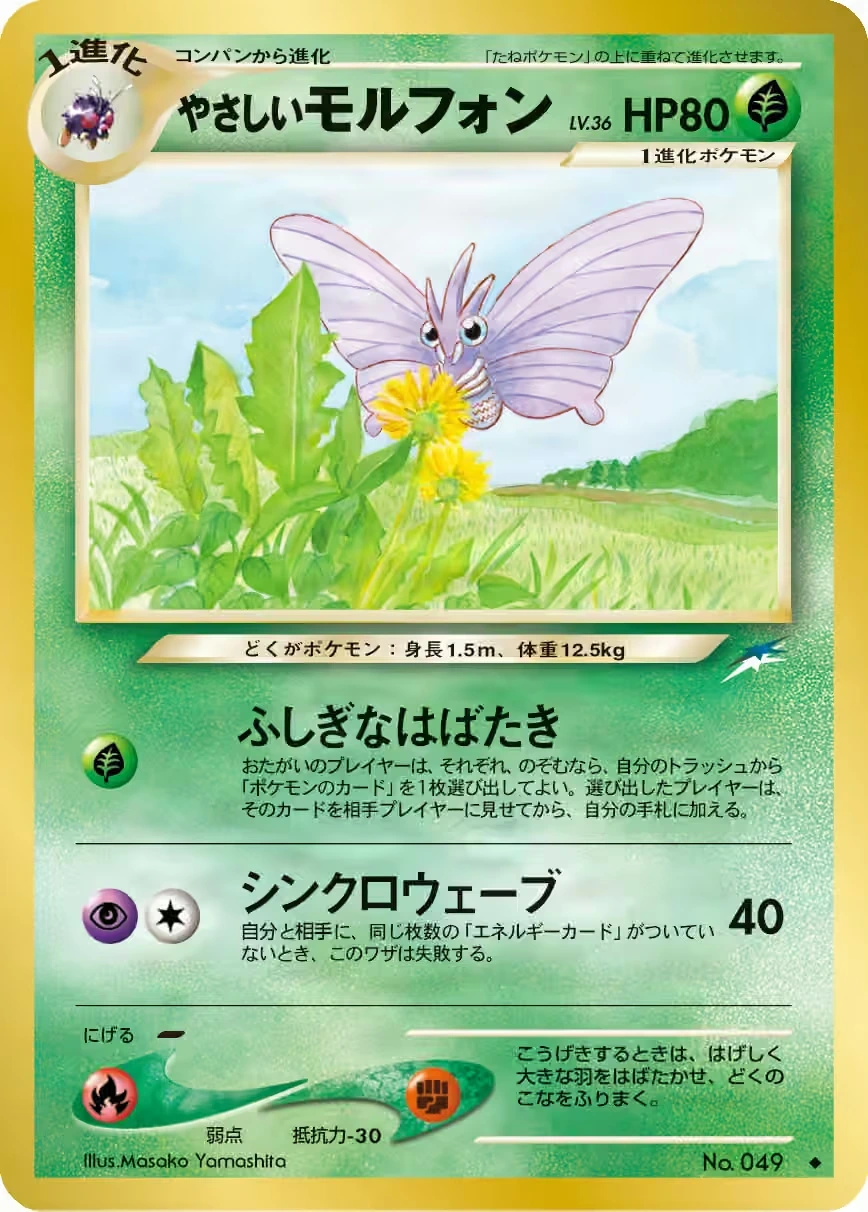 1進化
コンパンから進化
「たねポケモン」の上に重ねて進化させます。
やさしいモルフォン LV.36 HP80
1進化ポケモン
どくがポケモン：身長1.5m、体重12.5kg
ふしぎなはばたき
おたがいのプレイヤーは、それぞれ、のぞむなら、自分のトラッシュから
「ポケモンのカード」を1枚選び出してよい。選び出したプレイヤーは、
そのカードを相手プレイヤーに見せてから、自分の手札に加える。
シンクロウェーブ
40
自分と相手に、同じ枚数の「エネルギーカード」がついてい
ないとき、このワザは失敗する。
にげる
弱点
抵抗力-30
こうげきするときは、はげしく
大きな羽をはばたかせ、どくの
こなをふりまく。
Illus.Masako Yamashita
No.049